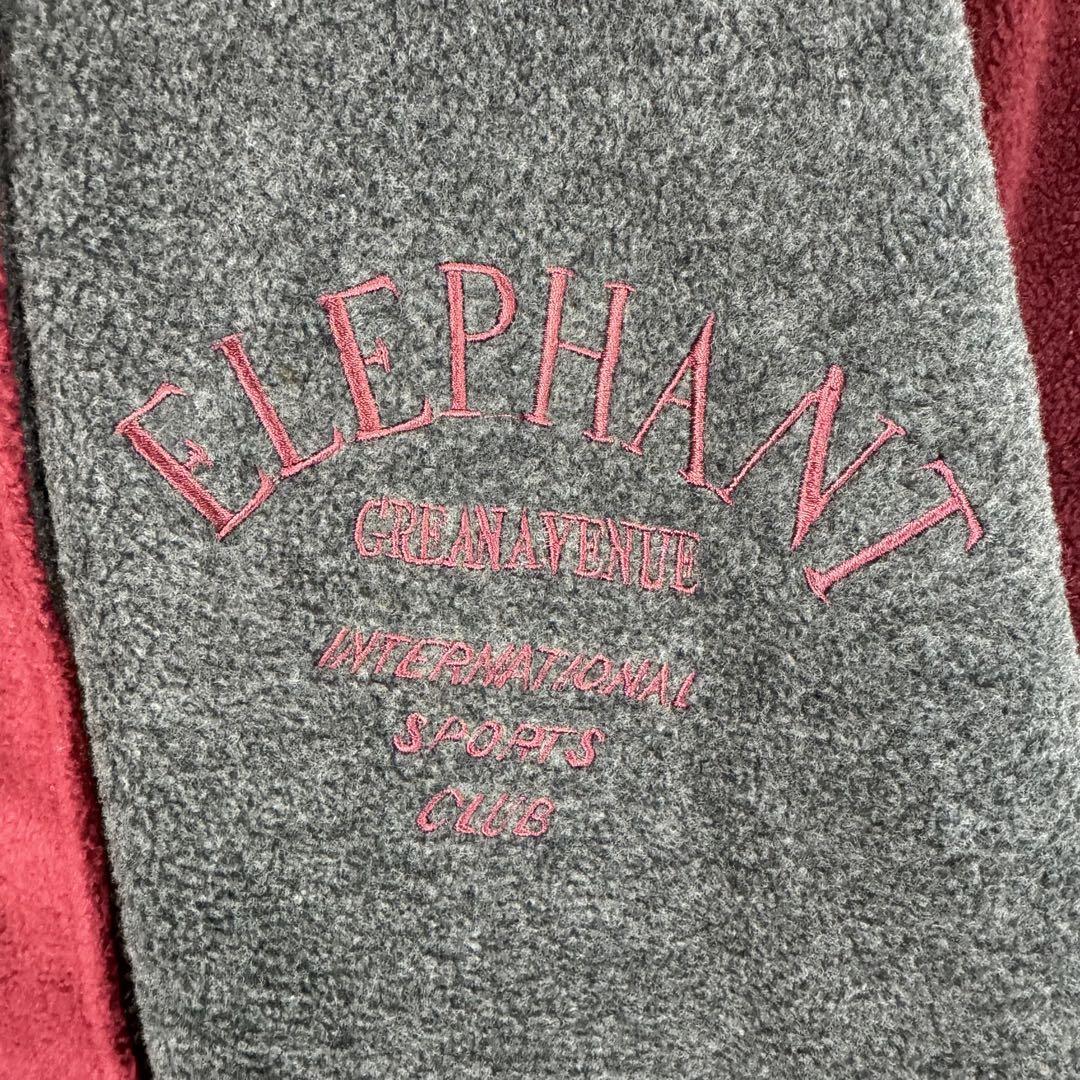 ELEPHANT
GREANAVENUE
INTERNATIONAL
SPORTS
CLUB